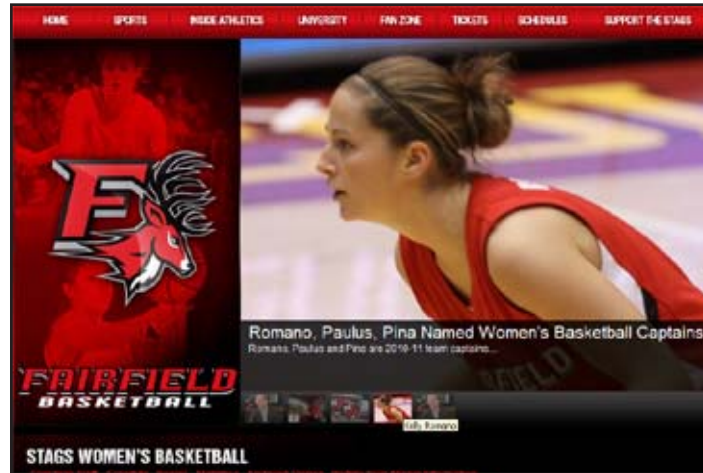 HOME SPORTS INSIDE ATHLETICS UNIVERSITY FAN ZONE TICKETS SCHEDULES SUPPORT THE STAGS
F
Romano, Paulus, Pina Named Women's Basketball Captains
Romano, Paulus and Pina are 2010-11 team captains...
FAIRFIELD
BASKETBALL
Kelly Romano
STAGS WOMEN'S BASKETBALL